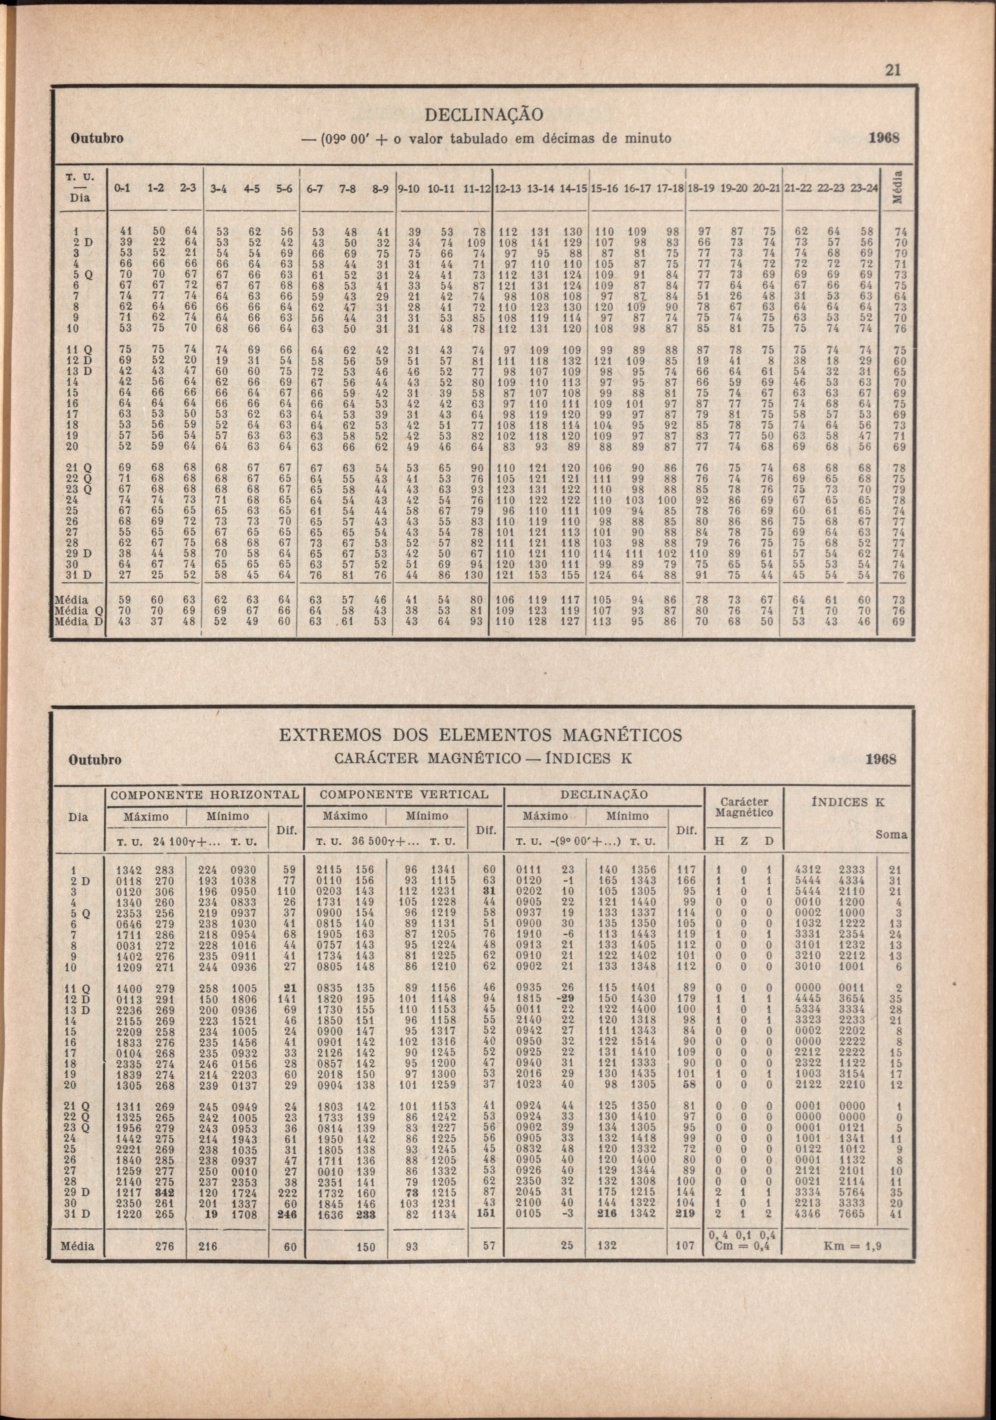 21
DECLINAÇÃO
Outubro — (09º 00′ + o valor tabulado em décimas de minuto 1968
T. U. — Dia 0-1 1-2 2-3 3-4 4-5 5-6 6-7 7-8 8-9 9-10 10-11 11-12 12-13 13-14 14-15 15-16 16-17 17-18 18-19 19-20 20-21 21-22 22-23 23-24 Média
1 41 50 64 53 62 56 53 48 41 39 53 78 112 131 130 110 109 98 97 87 75 62 64 58 74
2 D 39 22 64 53 52 42 43 50 32 34 74 109 108 141 129 107 98 83 66 73 74 73 57 56 70
3 53 52 21 54 54 69 66 69 75 75 66 74 97 95 88 87 81 75 77 73 74 74 68 69 70
4 66 66 66 66 64 63 58 44 31 31 44 71 97 110 110 105 87 75 77 74 72 72 72 72 71
5 Q 70 70 67 67 66 63 61 52 31 24 41 73 112 131 124 109 91 84 77 73 69 69 69 69 73
6 67 67 72 67 67 68 68 53 41 33 54 87 121 131 124 109 87 84 77 64 64 67 66 64 75
7 74 77 74 64 63 66 59 43 29 21 42 74 98 108 108 97 87 84 51 26 48 31 53 63 64
8 62 64 66 66 66 64 62 47 31 28 41 72 110 123 130 120 109 90 78 67 63 64 64 64 73
9 71 62 74 64 66 63 56 44 31 31 53 85 108 119 114 97 87 74 75 74 75 63 53 52 70
10 53 75 70 68 66 64 63 50 31 31 48 78 112 131 120 108 98 87 85 81 75 75 74 74 76
11 Q 75 75 74 74 69 66 64 62 42 31 43 74 97 109 109 99 89 88 87 78 75 75 74 74 75
12 D 69 52 20 19 31 54 58 56 59 51 57 81 111 118 132 121 109 85 19 41 8 38 18 29 60
13 D 42 43 47 60 60 75 72 53 46 46 52 77 98 107 109 98 95 74 66 64 61 54 32 31 65
14 42 56 64 62 66 69 67 56 44 43 52 80 109 110 113 97 95 87 66 59 69 46 53 63 70
15 64 66 66 66 64 67 66 59 42 31 39 58 87 107 108 99 88 81 75 74 67 63 63 67 69
16 64 64 64 66 66 64 66 64 53 42 42 63 97 110 111 109 101 97 87 77 75 74 68 64 75
17 63 53 50 53 62 63 64 53 39 31 43 64 98 119 120 99 97 87 79 81 75 58 57 53 69
18 53 56 59 52 64 63 64 62 53 42 51 77 108 118 114 104 95 92 85 78 75 74 64 56 73
19 57 56 54 57 63 63 63 58 52 42 53 82 102 118 120 109 97 87 83 77 50 63 58 47 71
20 52 59 64 64 63 64 63 66 62 49 46 64 83 93 89 88 89 87 77 74 68 69 68 56 69
21 Q 69 68 68 68 67 67 67 63 54 53 65 90 110 121 120 106 90 86 76 75 74 68 68 68 78
22 Q 71 68 68 68 67 65 64 55 43 41 53 76 105 121 121 111 99 88 76 74 76 69 65 68 75
23 Q 67 68 68 68 68 67 65 58 44 43 63 93 123 131 122 110 98 88 85 78 76 75 73 70 79
24 74 74 73 71 68 65 64 54 43 42 54 76 110 122 122 110 103 100 92 86 69 67 65 65 78
25 67 65 65 65 63 65 61 54 44 58 67 79 96 110 111 109 94 85 78 76 69 60 61 65 74
26 68 69 72 73 73 70 65 57 43 43 55 83 110 119 110 98 88 85 80 86 86 75 68 67 77
27 55 65 65 67 65 65 65 65 54 43 54 78 101 121 113 101 90 88 84 78 75 69 64 63 74
28 62 67 75 68 68 67 73 67 53 52 57 82 111 121 118 103 98 88 79 76 75 75 68 52 77
29 D 38 44 58 70 58 64 65 67 53 42 50 67 110 121 110 114 111 102 110 89 61 57 54 62 74
30 64 67 74 65 65 65 63 57 52 51 69 94 120 130 111 99 89 79 75 65 54 55 53 54 74
31 D 27 25 52 58 45 64 76 81 76 44 86 130 121 153 155 124 64 88 91 75 44 45 54 54 76
Média 59 60 63 62 63 64 63 57 46 41 54 80 106 119 117 105 94 86 78 73 67 64 61 60 73
Média Q 70 70 69 69 67 66 64 58 43 38 53 81 109 123 119 107 93 87 80 76 74 71 70 70 76
Média D 43 37 48 52 49 60 63 61 53 43 64 93 110 128 127 113 95 86 70 68 50 53 43 46 69
EXTREMOS DOS ELEMENTOS MAGNÉTICOS
Outubro CARÁCTER MAGNÉTICO — ÍNDICES K 1968
Dia COMPONENTE HORIZONTAL COMPONENTE VERTICAL DECLINAÇÃO Carácter Magnético ÍNDICES K
Máximo Mínimo Dif. Máximo Mínimo Dif. Máximo Mínimo Dif. Soma
T. U. 24 100γ+... T. U. T. U. 36 500γ+... T. U. T. U. -(9º 00′+...) T. U. H Z D
1 1342 283 224 0930 59 2115 156 96 1341 60 0111 23 140 1356 117 1 0 1 4312 2333 21
2 D 0118 270 193 1038 77 0110 156 93 1115 63 0120 -1 165 1343 166 1 1 1 5444 4334 31
3 0120 306 196 0950 110 0203 143 112 1231 31 0202 10 105 1305 95 1 0 1 5444 2110 21
4 1340 260 234 0833 26 1731 149 105 1228 44 0905 22 121 1440 99 0 0 0 0010 1200 4
5 Q 2353 256 219 0937 37 0900 154 96 1219 58 0937 19 133 1337 114 0 0 0 0002 1000 3
6 0646 279 238 1030 41 0815 140 89 1131 51 0900 30 135 1350 105 0 0 0 1032 1222 13
7 1711 286 218 0954 68 1905 163 87 1205 76 1910 -6 113 1443 119 1 0 1 3331 2354 24
8 0031 272 228 1016 44 0757 143 95 1224 48 0913 21 133 1405 112 0 0 0 3101 1232 13
9 1402 276 235 0911 41 1734 143 81 1225 62 0910 21 122 1402 101 0 0 0 3210 2212 13
10 1209 271 244 0936 27 0805 148 86 1210 62 0902 21 133 1348 112 0 0 0 3010 1001 6
11 Q 1400 279 258 1005 21 0835 135 89 1156 46 0935 26 115 1401 89 0 0 0 0000 0011 2
12 D 0113 291 150 1806 141 1820 195 101 1148 94 1815 -29 150 1430 179 1 1 1 4445 3654 35
13 D 2236 269 200 0936 69 1730 155 110 1153 45 0011 22 122 1400 100 1 0 1 5334 3334 28
14 2155 269 223 1521 46 1850 151 96 1158 55 2140 22 120 1318 98 1 0 1 3323 2233 21
15 2209 258 234 1005 24 0900 147 95 1317 52 0942 27 111 1343 84 0 0 0 0002 2202 8
16 1833 276 235 1456 41 0901 142 102 1316 40 0950 32 122 1514 90 0 0 0 0000 2222 8
17 0104 268 235 0932 33 2126 142 90 1245 52 0925 22 131 1410 109 0 0 0 2212 2222 15
18 2335 274 246 0156 28 0857 142 95 1200 47 0940 31 121 1333 90 0 0 0 2322 1122 15
19 1839 274 214 2203 60 2018 150 97 1300 53 2016 29 130 1435 101 1 0 1 1003 3154 17
20 1305 268 239 0137 29 0904 138 101 1259 37 1023 40 98 1305 58 0 0 0 2122 2210 12
21 Q 1311 269 245 0949 24 1803 142 101 1153 41 0924 44 125 1350 81 0 0 0 0001 0000 1
22 Q 1325 265 242 1005 23 1733 139 86 1242 53 0924 33 130 1410 97 0 0 0 0000 0000 0
23 Q 1956 279 243 0953 36 0814 139 83 1227 56 0902 39 134 1305 95 0 0 0 0001 0121 5
24 1442 275 214 1943 61 1950 142 86 1225 56 0905 33 132 1418 99 0 0 0 1001 1341 11
25 2221 269 238 1035 31 1805 138 93 1245 45 0832 48 120 1332 72 0 0 0 0122 1012 9
26 1840 285 238 0937 47 1711 136 88 1205 48 0905 40 120 1400 80 0 0 0 0001 1132 8
27 1259 277 250 0010 27 0010 139 86 1332 53 0926 40 129 1344 89 0 0 0 2121 2101 10
28 2140 275 237 2353 38 2351 141 79 1205 62 2350 32 132 1308 100 0 0 0 0021 2114 11
29 D 1217 342 120 1724 222 1732 160 73 1215 87 2045 31 175 1215 144 2 1 1 3334 5764 35
30 2350 261 201 1337 60 1845 146 103 1231 43 2100 40 144 1322 104 1 0 1 2213 3333 20
31 D 1220 265 19 1708 246 1636 233 82 1134 151 0105 -3 216 1342 219 2 1 2 4346 7665 41
Média 276 216 60 150 93 57 25 132 107 0,4 0,1 0,4 Cm = 0,4 Km = 1,9